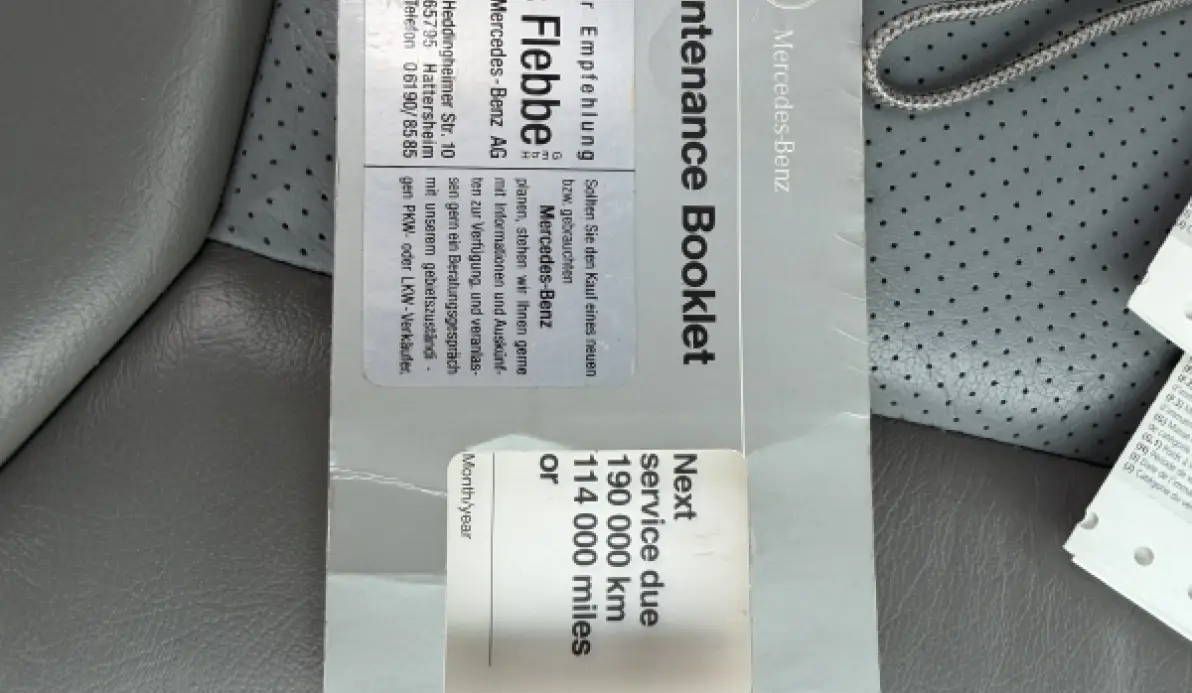 Mercedes-Benz
ntenance Booklet
r Empfehlung
Flebbe GmbH
Mercedes-Benz AG
Heddingheimer Str. 10
65795 Hattersheim
Telefon 06190/8585
Sollten Sie den Kauf eines neuen
bzw. gebrauchten
Mercedes-Benz
planen, stehen wir Ihnen gerne
mit Informationen und Auskünf-
ten zur Verfügung, und veranlas-
sen gern ein Beratungsgespräch
mit unserem gebietszuständi-
gen PKW- oder LKW-Verkäufer.
Next
service due
190 000 km
114 000 miles
or
Month/year